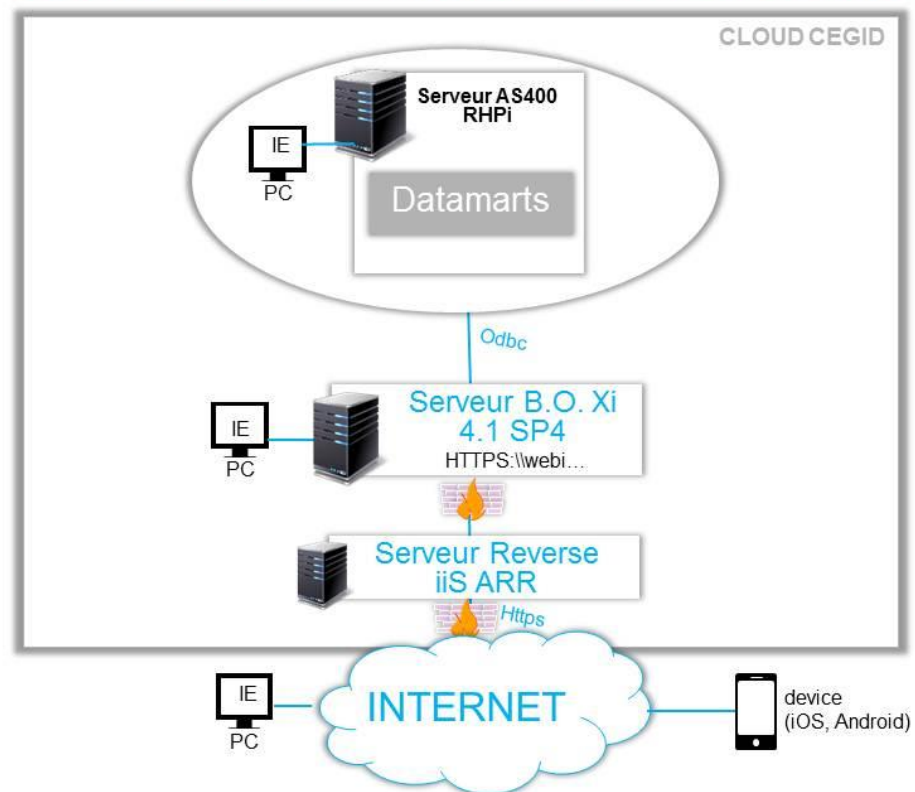 CLOUD CEGID
Serveur AS400
RHPi
IE
PC
Datamarts
Odbc
Serveur B.O. Xi
4.1 SP4
HTTPS:\\webi...
IE
PC
Serveur Reverse
iiS ARR
Https
IE
PC
INTERNET
device
(iOS, Android)